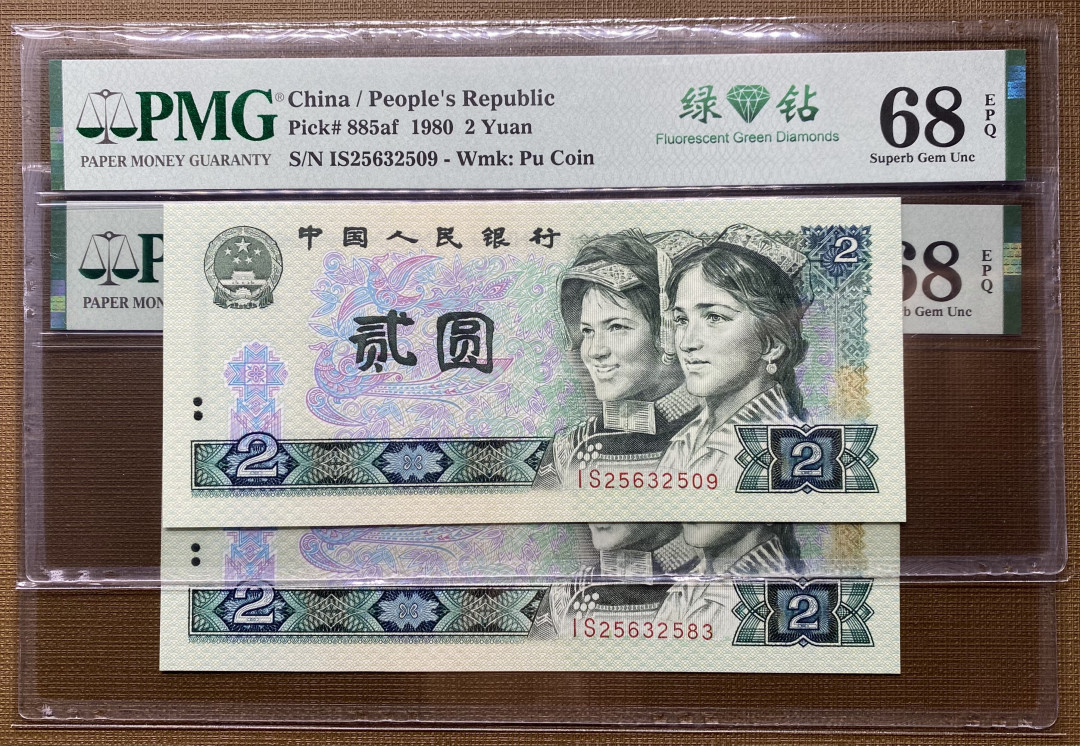 PMG®
PAPER MONEY GUARANTY
China / People's Republic
Pick# 885af 1980 2 Yuan
S/N IS25632509 - Wmk: Pu Coin
绿 钻
Fluorescent Green Diamonds
68
Superb Gem Unc
EPQ
P
PAPER MON
68
b Gem Unc
EPQ
中国人民银行
2
贰圆
2
IS25632509
2
2
IS25632583
2